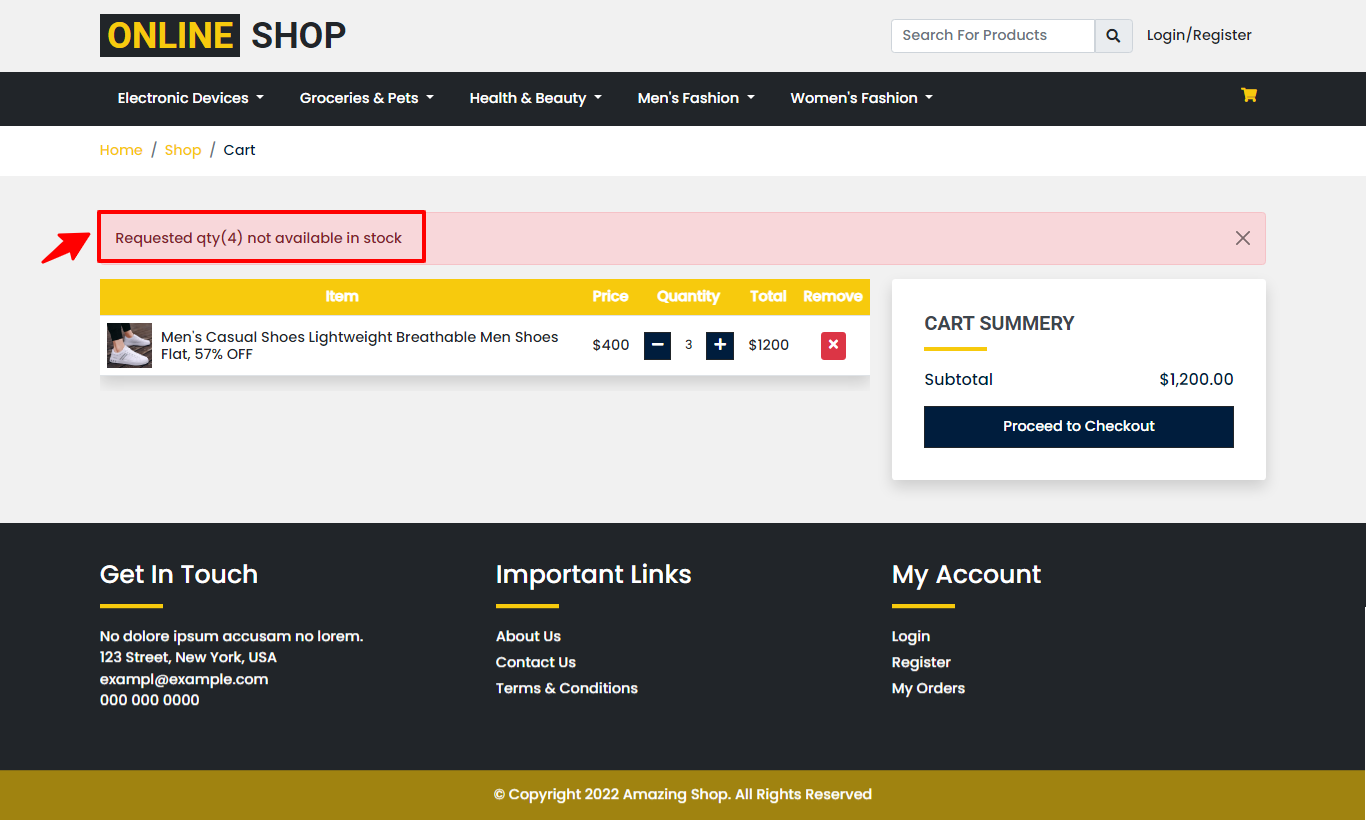 ONLINE SHOP
Search For Products
Login/Register
Electronic Devices
Groceries & Pets
Health & Beauty
Men's Fashion
Women's Fashion
Home / Shop / Cart
Requested qty(4) not available in stock
Item Price Quantity Total Remove
Men's Casual Shoes Lightweight Breathable Men Shoes
Flat, 57% OFF
$400
3
$1200
CART SUMMERY
Subtotal $1,200.00
Proceed to Checkout
Get In Touch
No dolore ipsum accusam no lorem.
123 Street, New York, USA
exampl@example.com
000 000 0000
Important Links
About Us
Contact Us
Terms & Conditions
My Account
Login
Register
My Orders
© Copyright 2022 Amazing Shop. All Rights Reserved